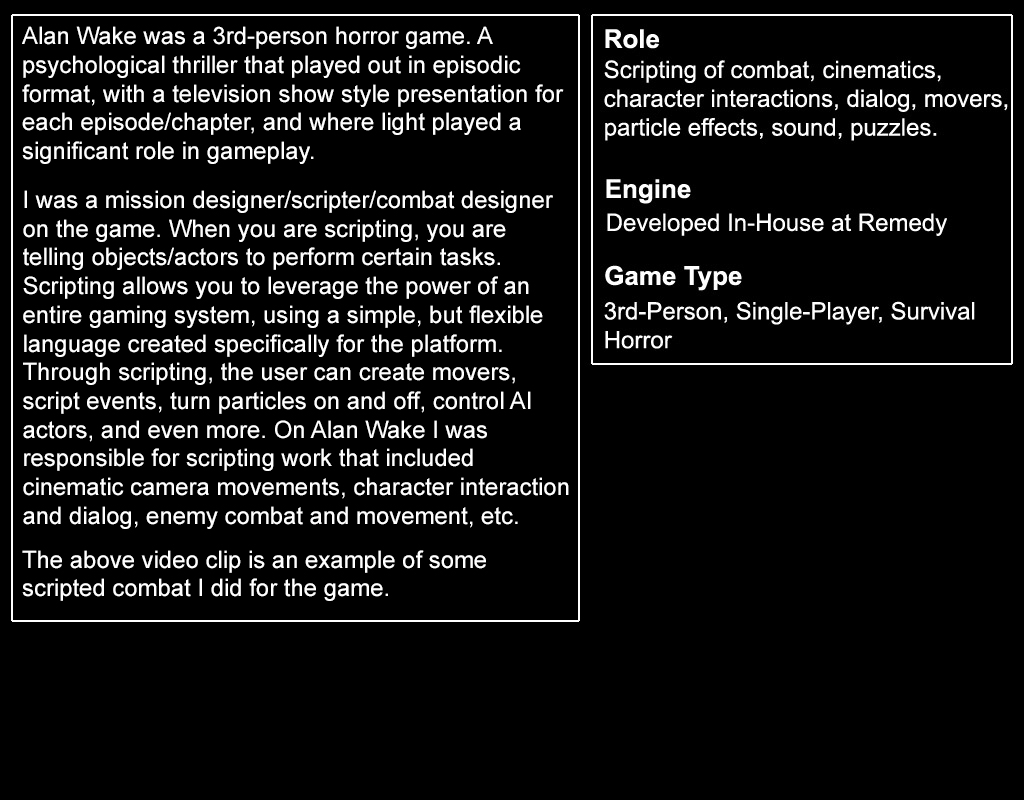 Alan Wake was a 3rd-person horror game. A
psychological thriller that played out in episodic
format, with a television show style presentation for
each episode/chapter, and where light played a
significant role in gameplay.
I was a mission designer/scripter/combat designer
on the game. When you are scripting, you are
telling objects/actors to perform certain tasks.
Scripting allows you to leverage the power of an
entire gaming system, using a simple, but flexible
language created specifically for the platform.
Through scripting, the user can create movers,
script events, turn particles on and off, control AI
actors, and even more. On Alan Wake I was
responsible for scripting work that included
cinematic camera movements, character interaction
and dialog, enemy combat and movement, etc.
The above video clip is an example of some
scripted combat I did for the game.
Role
Scripting of combat, cinematics,
character interactions, dialog, movers,
particle effects, sound, puzzles.
Engine
Developed In-House at Remedy
Game Type
3rd-Person, Single-Player, Survival
Horror